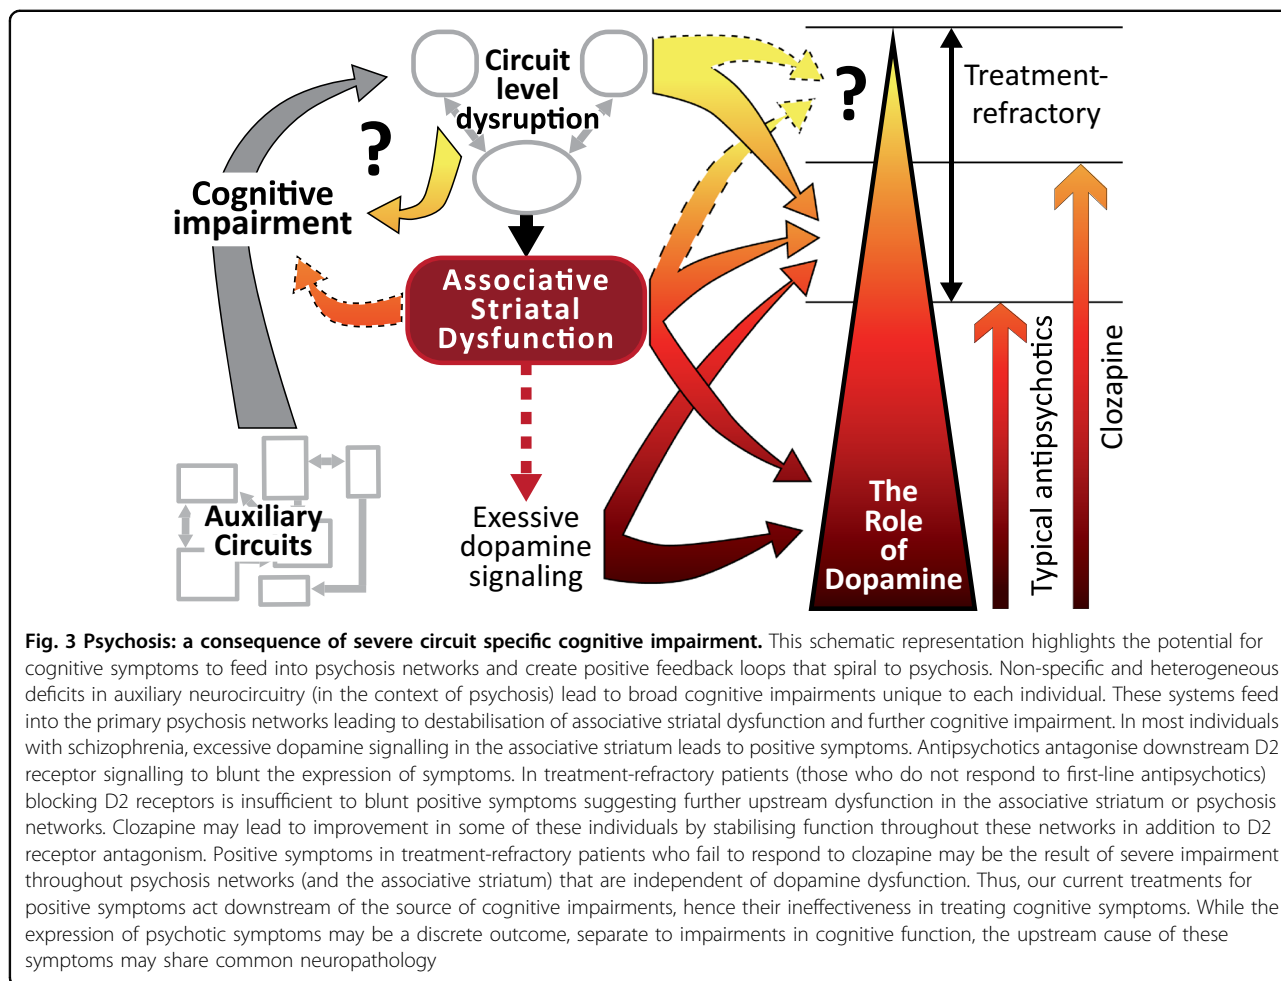 Circuit
level
dysruption
?
?
Treatment-
refractory
Cognitive
impairment
Associative
Striatal
Dysfunction
Typical antipsychotics
Clozapine
Auxiliary
Circuits
Exessive
dopamine
signaling
The
Role
of
Dopamine
Fig. 3 Psychosis: a consequence of severe circuit specific cognitive impairment. This schematic representation highlights the potential for
cognitive symptoms to feed into psychosis networks and create positive feedback loops that spiral to psychosis. Non-specific and heterogeneous
deficits in auxiliary neurocircuitry (in the context of psychosis) lead to broad cognitive impairments unique to each individual. These systems feed
into the primary psychosis networks leading to destabilisation of associative striatal dysfunction and further cognitive impairment. In most individuals
with schizophrenia, excessive dopamine signalling in the associative striatum leads to positive symptoms. Antipsychotics antagonise downstream D2
receptor signalling to blunt the expression of symptoms. In treatment-refractory patients (those who do not respond to first-line antipsychotics)
blocking D2 receptors is insufficient to blunt positive symptoms suggesting further upstream dysfunction in the associative striatum or psychosis
networks. Clozapine may lead to improvement in some of these individuals by stabilising function throughout these networks in addition to D2
receptor antagonism. Positive symptoms in treatment-refractory patients who fail to respond to clozapine may be the result of severe impairment
throughout psychosis networks (and the associative striatum) that are independent of dopamine dysfunction. Thus, our current treatments for
positive symptoms act downstream of the source of cognitive impairments, hence their ineffectiveness in treating cognitive symptoms. While the
expression of psychotic symptoms may be a discrete outcome, separate to impairments in cognitive function, the upstream cause of these
symptoms may share common neuropathology